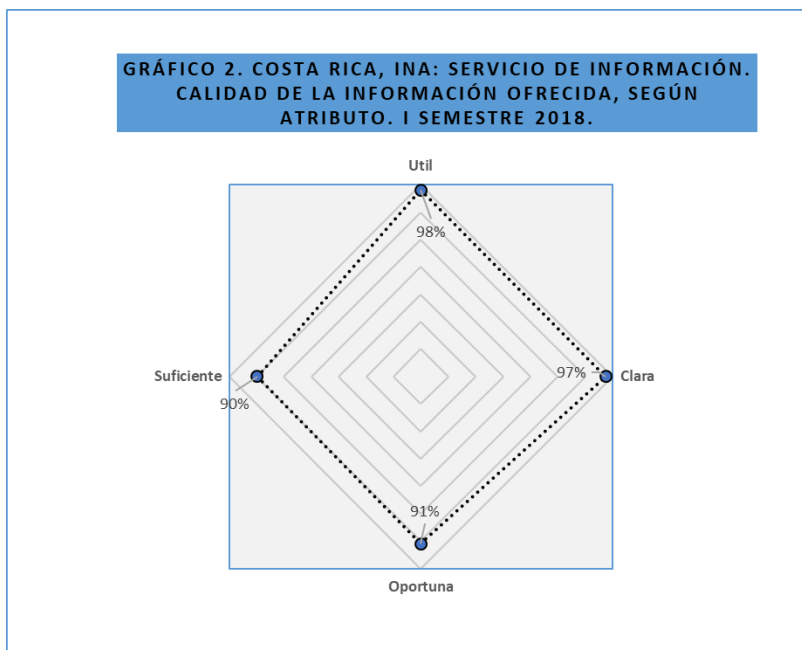 GRÁFICO 2. COSTA RICA, INA: SERVICIO DE INFORMACIÓN.
CALIDAD DE LA INFORMACIÓN OFRECIDA, SEGÚN
ATRIBUTO. I SEMESTRE 2018.
Util
98%
Suficiente
97%
Clara
90%
91%
Oportuna